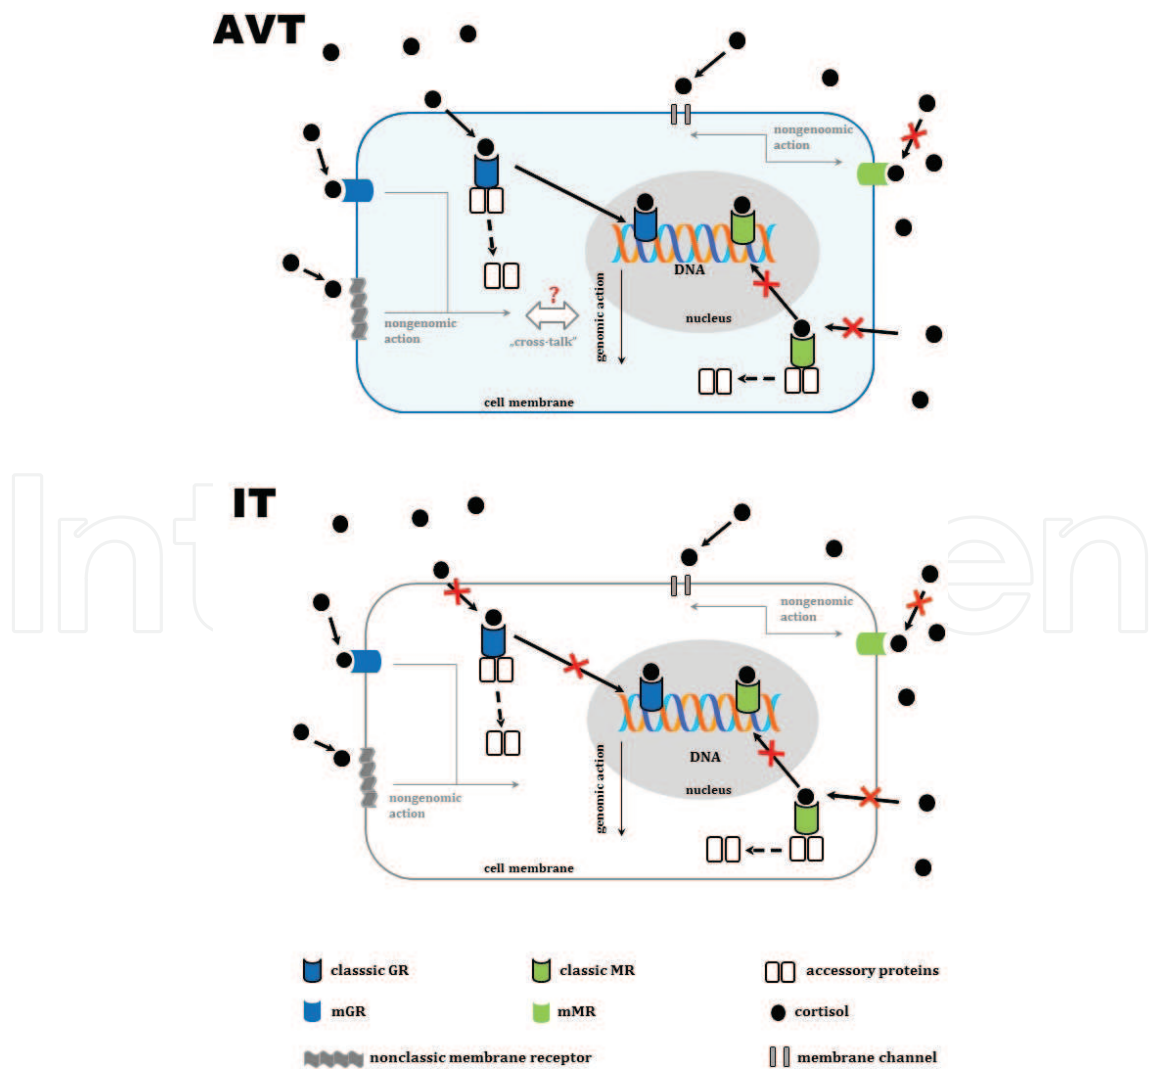 AVT
nongenoomic
action
DNA
genomic action
nucleus
?
nongenomic
action
„cross-talk”
cell membrane
Inten
IT
nongenomic
action
DNA
genomic action
nucleus
nongenomic
action
cell membrane
classsic GR
classic MR
accessory proteins
mGR
mMR
cortisol
nonclassic membrane receptor
membrane channel